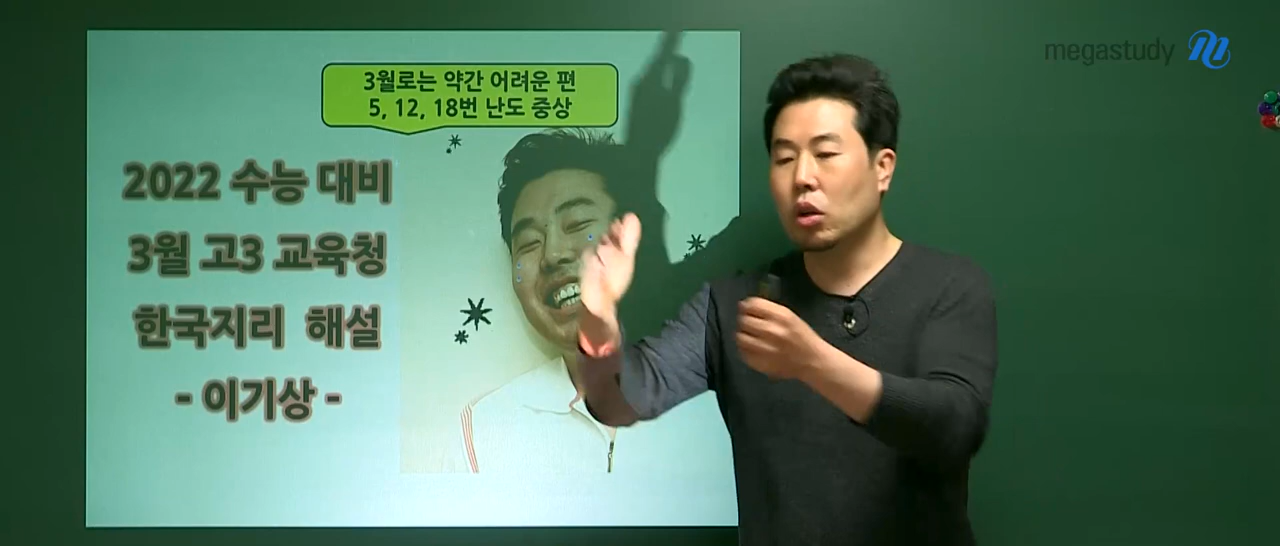 megastudy
3월로는 약간 어려운 편
5, 12, 18번 난도 중상
2022 수능 대비
3월 고3 교육청
한국지리 해설
- 이기상 -